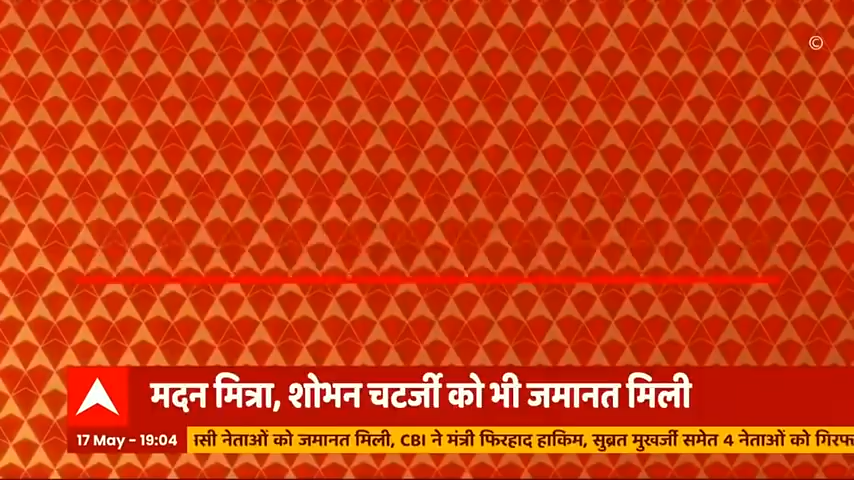 ©
मदन मित्रा, शोभन चटर्जी को भी जमानत मिली
17 May - 19:04
नेताओं को जमानत मिली, CBI ने मंत्री फिरहाद हाकिम, सुब्रत मुखर्जी समेत 4 नेताओं को